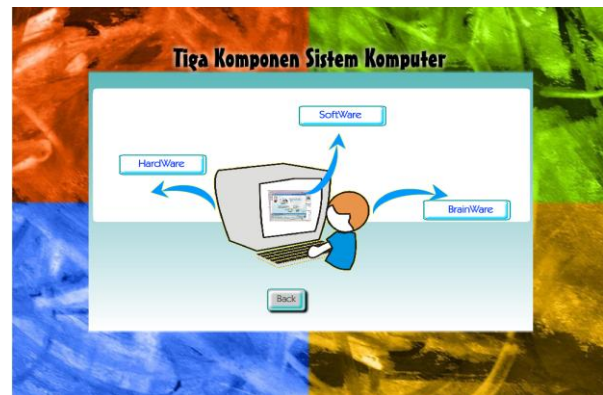 Tiga Komponen Sistem Komputer
SoftWare
HardWare
BrainWare
Back